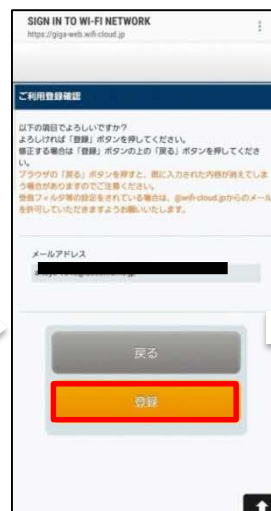 SIGN IN TO WI-FI NETWORK
https://giga-web.wifi-cloud.jp
ご利用登録確認
以下の項目でよろしいですか？
よろしければ「登録」ボタンを押してください。
修正する場合は「登録」ボタンの上の「戻る」ボタンを押してくださ
い。
ブラウザの「戻る」ボタンを押すと、既に入力された内容が消えてしま
う場合がありますのでご注意ください。
受信フィルタ等の設定をされている場合は、@wifi-cloud.jpからのメール
を許可していただきますようお願いいたします。
メールアドレス
戻る
登録